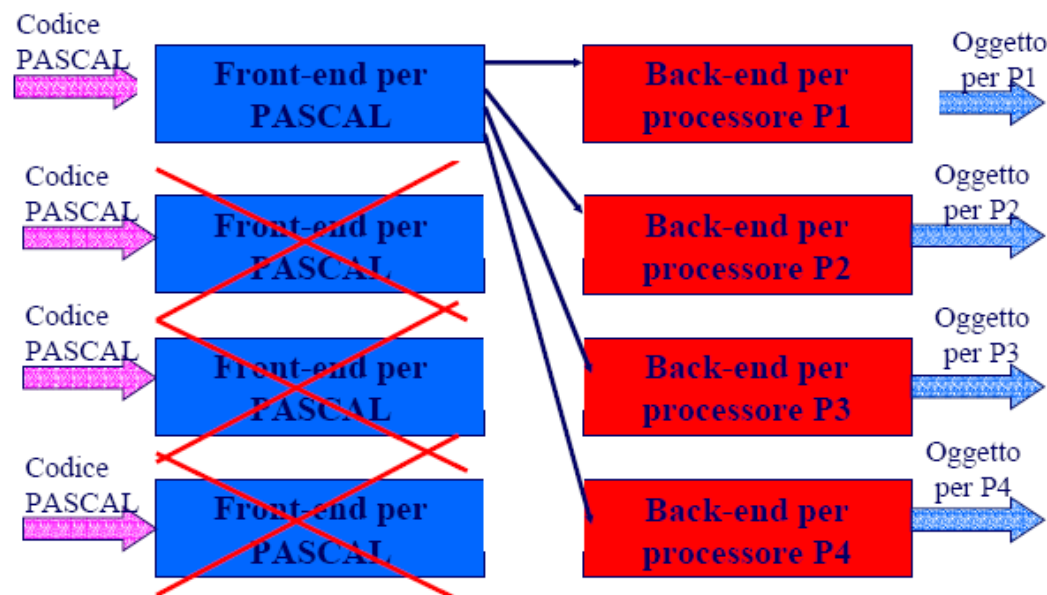 Codice
PASCAL
Front-end per
PASCAL
Back-end per
processore P1
Oggetto
per P1
Codice
PASCAL
Front-end per
PASCAL
Back-end per
processore P2
Oggetto
per P2
Codice
PASCAL
Front-end per
PASCAL
Back-end per
processore P3
Oggetto
per P3
Codice
PASCAL
Front-end per
PASCAL
Back-end per
processore P4
Oggetto
per P4